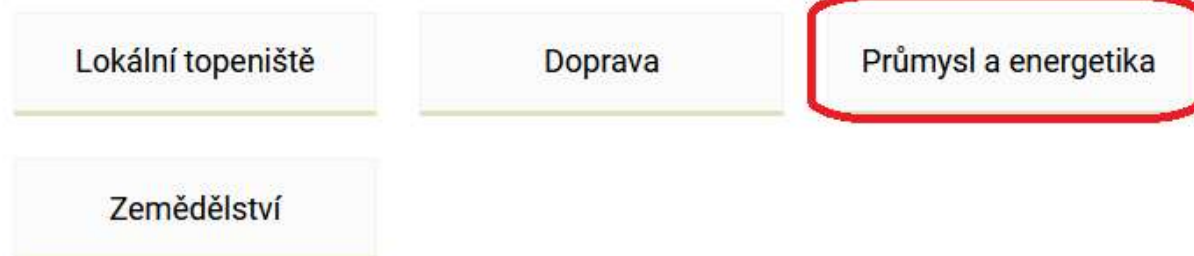 Lokální topeniště
Doprava
Průmysl a energetika
Zemědělství